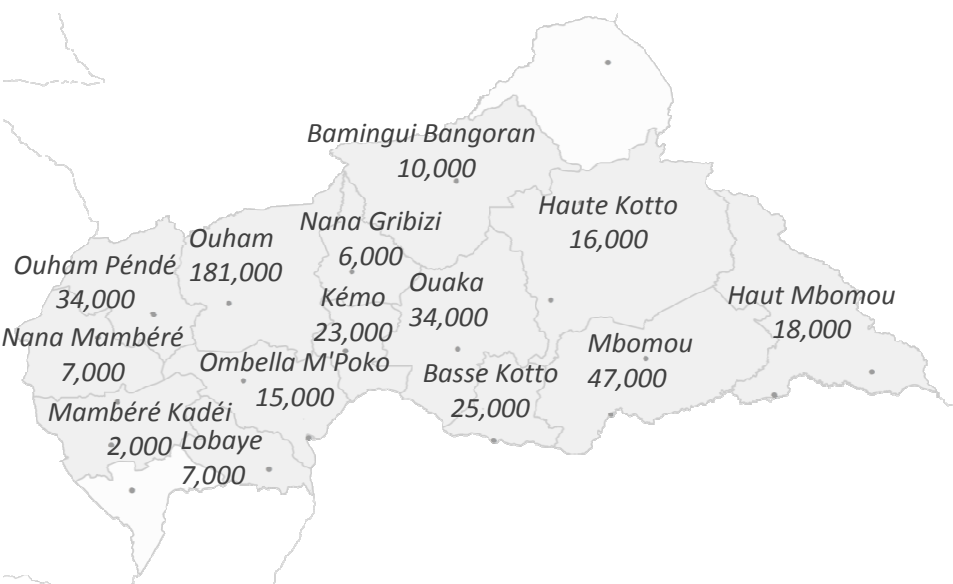 Bamingui Bangoran
10,000
Haute Kotto
16,000
Nana Gribizi
6,000
Ouham
181,000
Ouham Péndé
34,000
Ouaka
34,000
Kémo
23,000
Haut Mbomou
18,000
Nana Mambéré
7,000
Mbomou
47,000
Ombella M'Poko
15,000
Basse Kotto
25,000
Mambéré Kadéi
2,000
Lobaye
7,000